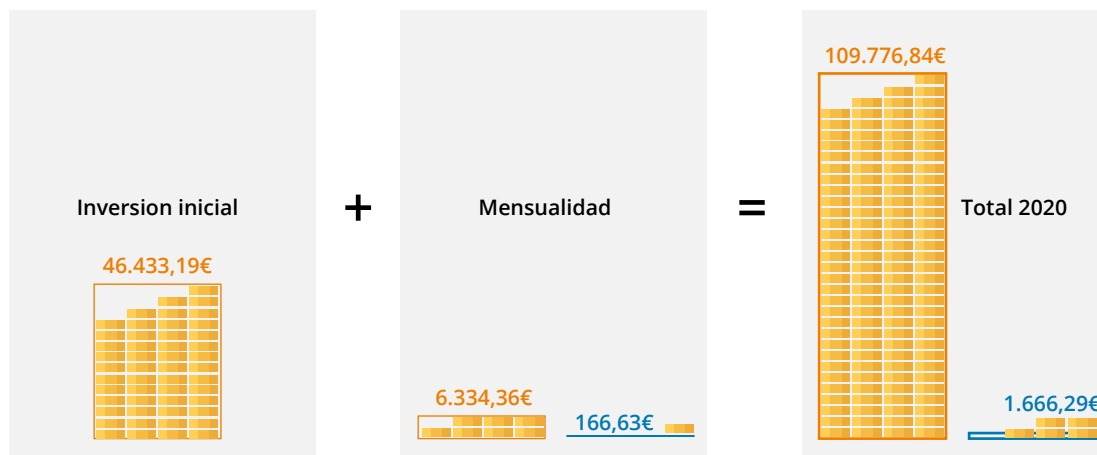 Inversion inicial
46.433,19€
+
Mensualidad
6.334,36€
166,63€
=
109.776,84€
Total 2020
1.666,29€